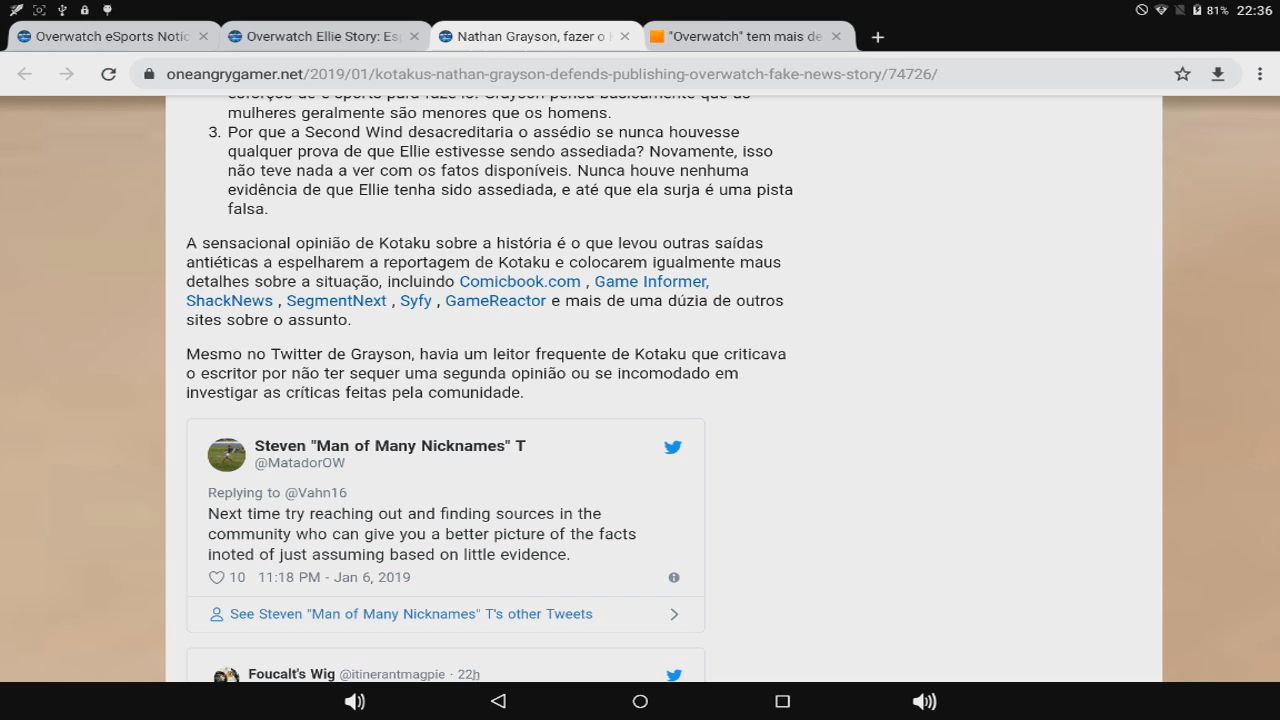 81% 22:36
Overwatch eSports Notíc
Overwatch Ellie Story: Es
Nathan Grayson, fazer o
"Overwatch" tem mais de
oneangrygamer.net/2019/01/kotakus-nathan-grayson-defends-publishing-overwatch-fake-news-story/74726/
esforços de e-sports para fazê-lo. Grayson pensa basicamente que as
mulheres geralmente são menores que os homens.
3. Por que a Second Wind desacreditaria o assédio se nunca houvesse
qualquer prova de que Ellie estivesse sendo assediada? Novamente, isso
não teve nada a ver com os fatos disponíveis. Nunca houve nenhuma
evidência de que Ellie tenha sido assediada, e até que ela surja é uma pista
falsa.
A sensacional opinião de Kotaku sobre a história é o que levou outras saídas
antiéticas a espelharem a reportagem de Kotaku e colocarem igualmente maus
detalhes sobre a situação, incluindo Comicbook.com , Game Informer,
ShackNews , SegmentNext , Syfy , GameReactor e mais de uma dúzia de outros
sites sobre o assunto.
Mesmo no Twitter de Grayson, havia um leitor frequente de Kotaku que criticava
o escritor por não ter sequer uma segunda opinião ou se incomodado em
investigar as críticas feitas pela comunidade.
Steven "Man of Many Nicknames" T
@MatadorOW
Replying to @Vahn16
Next time try reaching out and finding sources in the
community who can give you a better picture of the facts
inoted of just assuming based on little evidence.
10 11:18 PM - Jan 6, 2019
See Steven "Man of Many Nicknames" T's other Tweets
Foucalt's Wig @itinerantmagpie · 22h